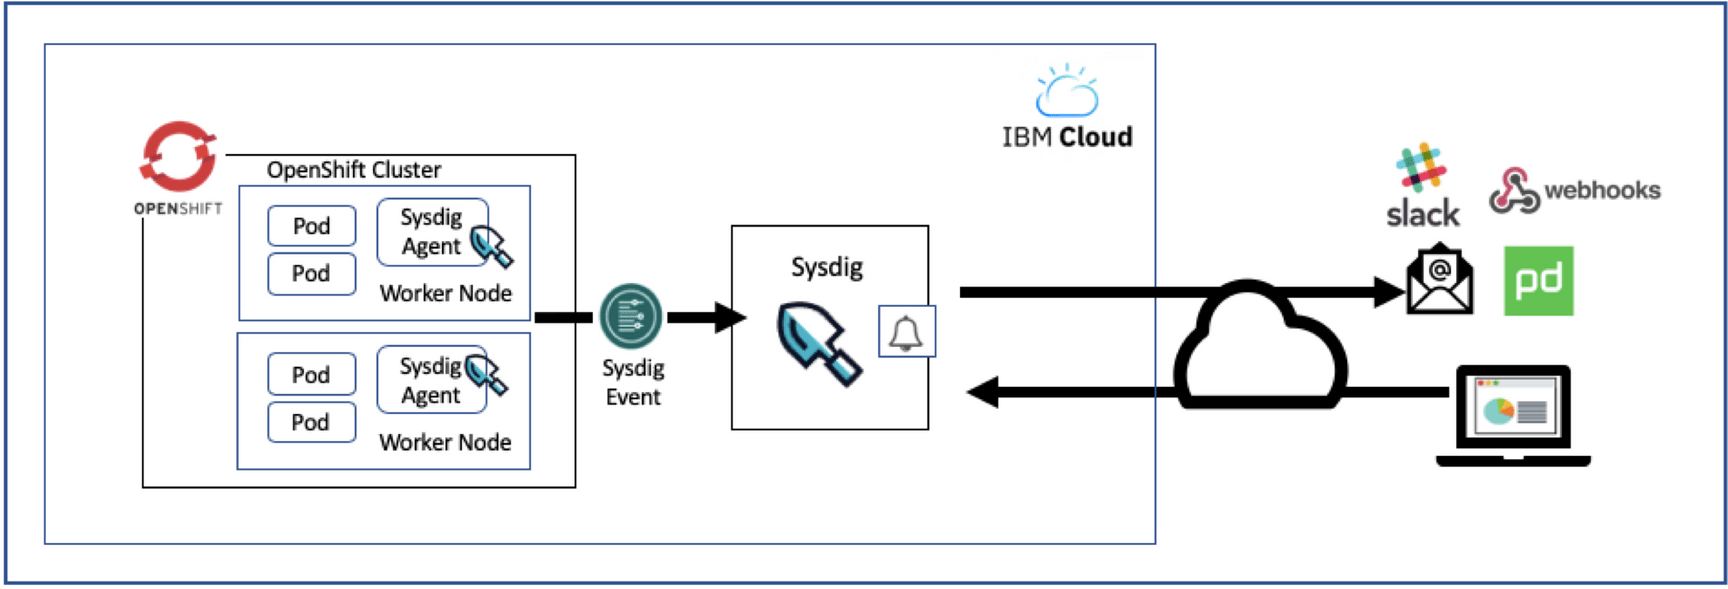 IBM Cloud
OPENSHIFT
OpenShift Cluster
Pod
Pod
Sysdig
Agent
Worker Node
Pod
Pod
Sysdig
Agent
Worker Node
Sysdig
Event
Sysdig
slack
webhooks
@
pd